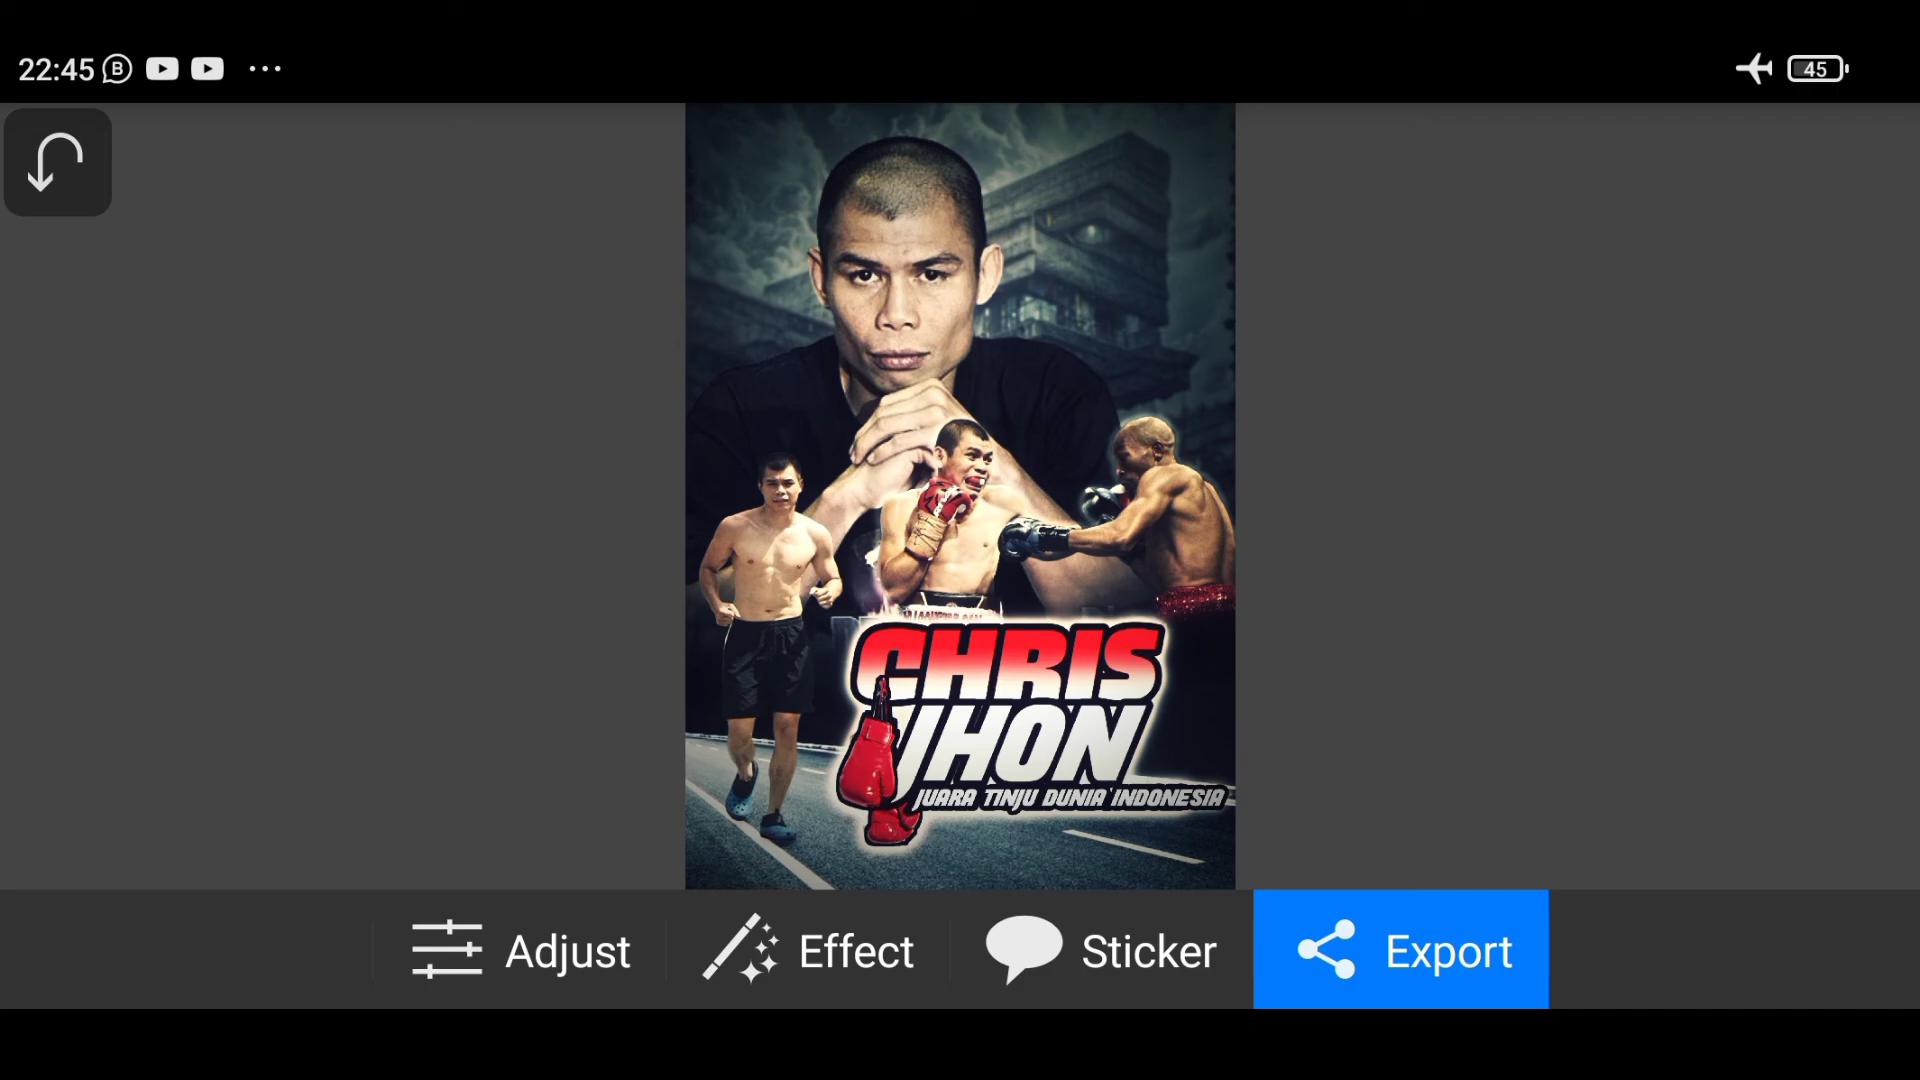 22:45
45
CHRIS
JHON
JUARA TINJU DUNIA INDONESIA
Adjust
Effect
Sticker
Export